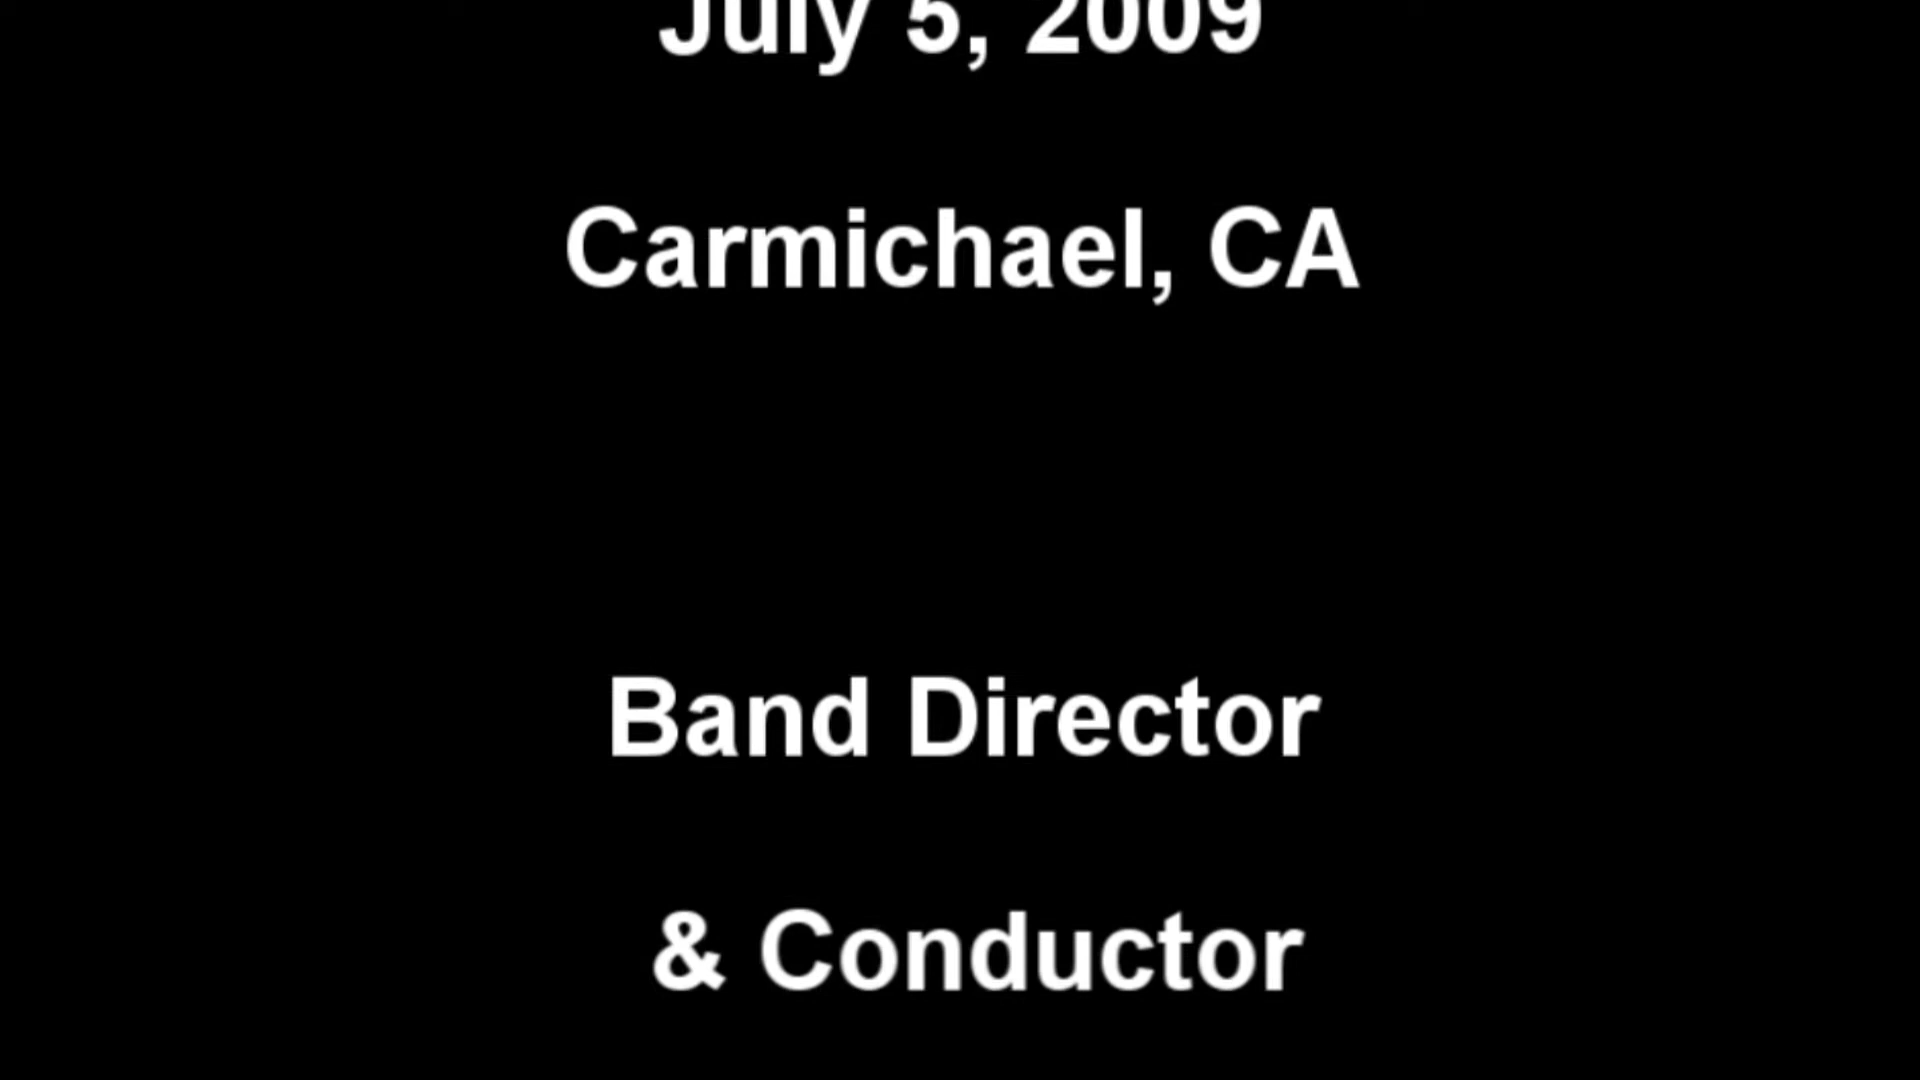 July 5, 2009
Carmichael, CA
Band Director
& Conductor